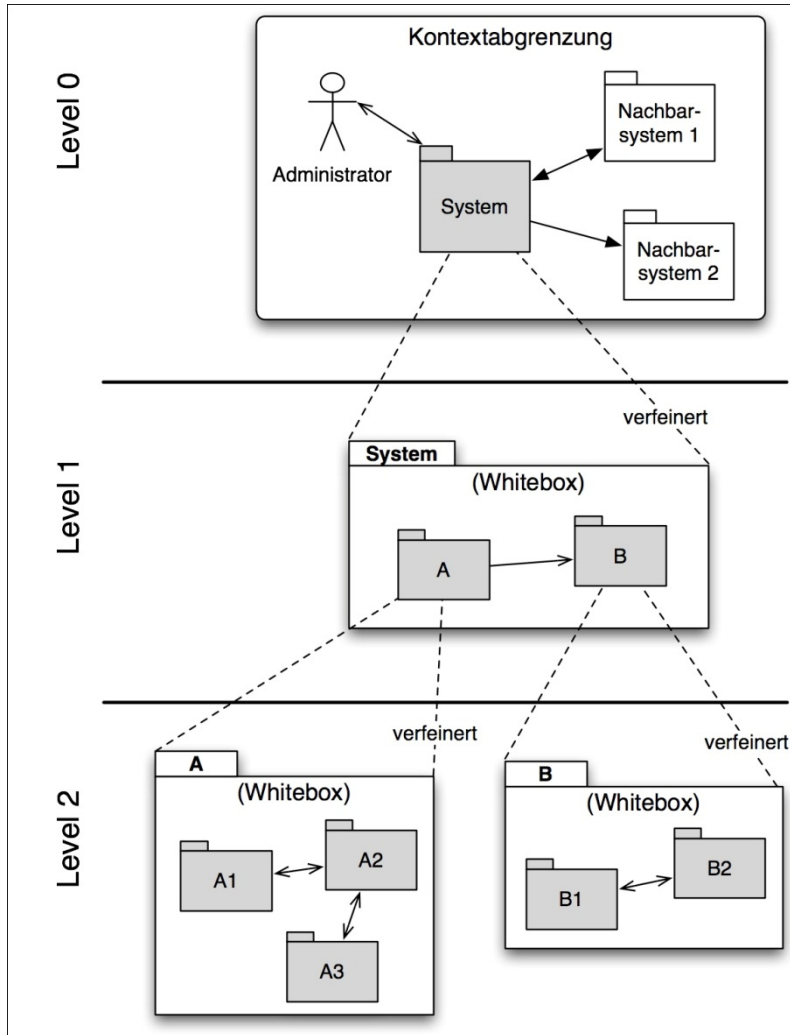 Level 0
Kontextabgrenzung
Administrator
System
Nachbar-
system 1
Nachbar-
system 2
Level 1
verfeinert
System
(Whitebox)
A
B
Level 2
verfeinert
verfeinert
A
(Whitebox)
A1
A2
A3
B
(Whitebox)
B1
B2